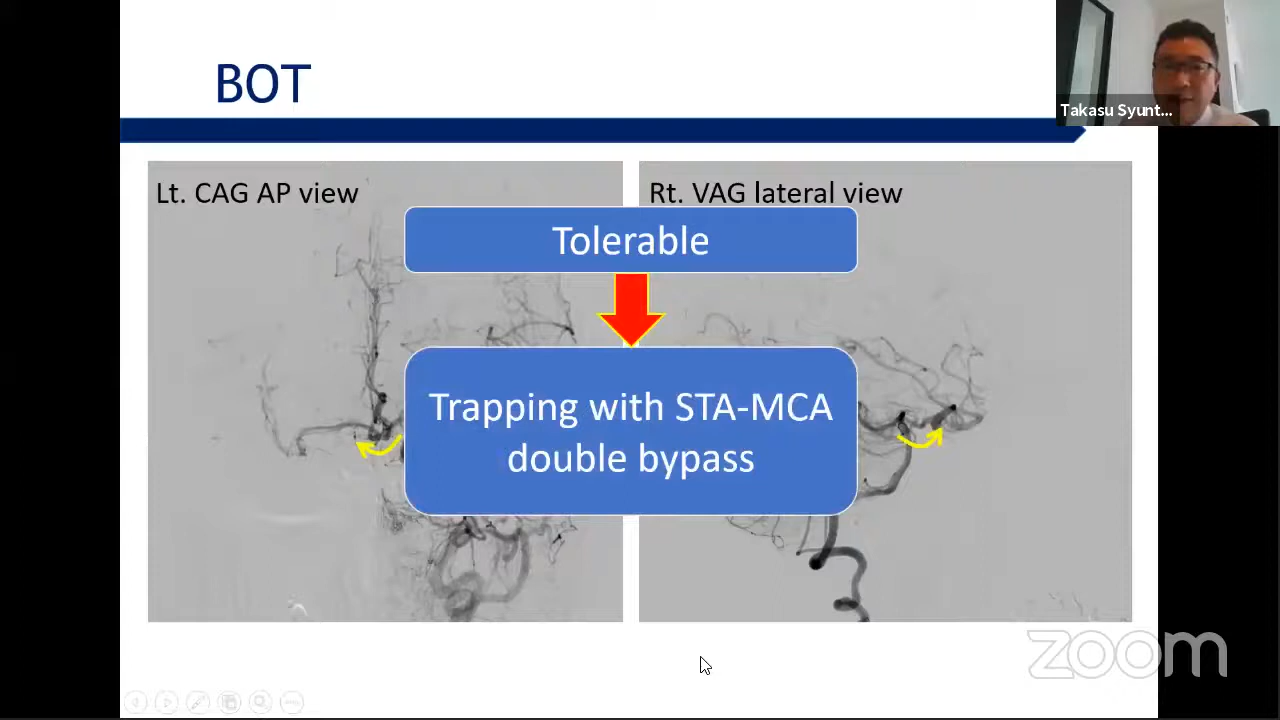 BOT
Takasu Syunt...
Lt. CAG AP view
Rt. VAG lateral view
Tolerable
Trapping with STA-MCA
double bypass
zoom